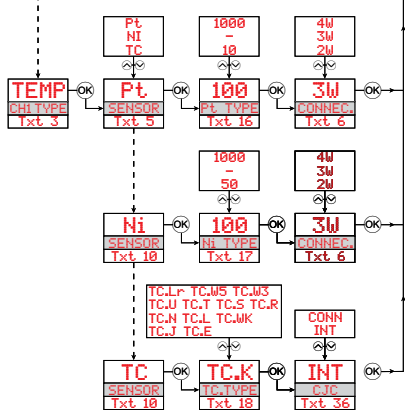 Pt
NI
TC
1000
-
10
4W
3W
2W
TEMP
CH1 TYPE
Txt 3
OK
Pt
SENSOR
Txt 5
OK
100
Pt TYPE
Txt 16
OK
3W
CONNEC.
Txt 6
OK
1000
-
50
4W
3W
2W
Ni
SENSOR
Txt 10
OK
100
Ni TYPE
Txt 17
OK
3W
CONNEC.
Txt 6
OK
TC.Lr TC.W5 TC.W3
TC.U TC.T TC.S TC.R
TC.N TC.L TC.WK
TC.J TC.E
CONN
INT
TC
SENSOR
Txt 10
OK
TC.K
TC.TYPE
Txt 18
OK
INT
CJC
Txt 36
OK